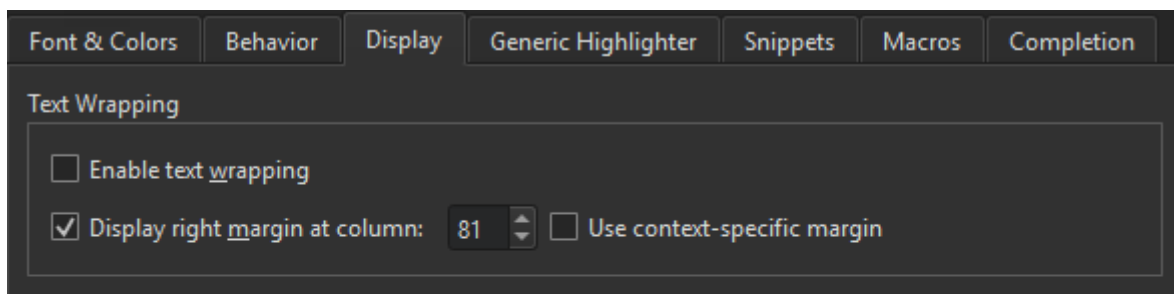 Font & Colors Behavior Display Generic Highlighter Snippets Macros Completion
Text Wrapping
Enable text wrapping
Display right margin at column: 81 Use context-specific margin